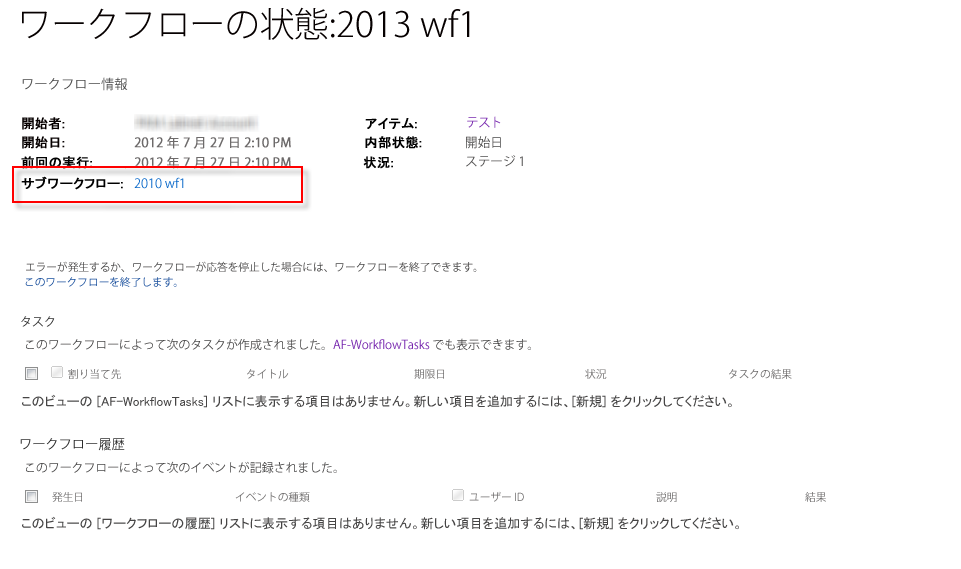 ワークフローの状態:2013 wf1
ワークフロー情報
開始者:
アイテム: テスト
開始日: 2012 年 7 月 27 日 2:10 PM
内部状態: 開始日
前回の実行: 2012 年 7 月 27 日 2:10 PM
状況: ステージ 1
サブワークフロー: 2010 wf1
エラーが発生するか、ワークフローが応答を停止した場合には、ワークフローを終了できます。
このワークフローを終了します。
タスク
このワークフローによって次のタスクが作成されました。AF-WorkflowTasks でも表示できます。
割り当て先 タイトル 期限日 状況 タスクの結果
このビューの [AF-WorkflowTasks] リストに表示する項目はありません。新しい項目を追加するには、[新規] をクリックしてください。
ワークフロー履歴
このワークフローによって次のイベントが記録されました。
発生日 イベントの種類 ユーザー ID 説明 結果
このビューの [ワークフローの履歴] リストに表示する項目はありません。新しい項目を追加するには、[新規] をクリックしてください。